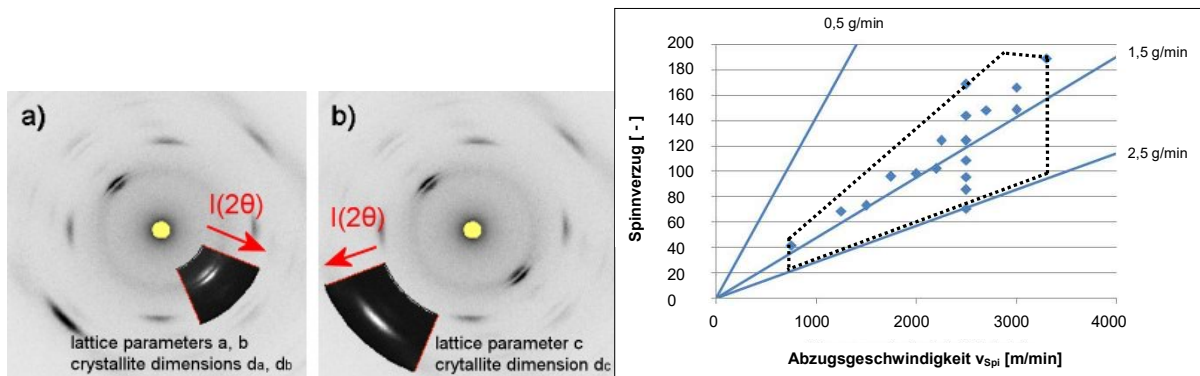 a)
I(2θ)
lattice parameters a, b
crystallite dimensions da, db
b)
I(2θ)
lattice parameter c
crytallite dimension dc
0,5 g/min
1,5 g/min
2,5 g/min
Spinnverzug [ - ]
200
180
160
140
120
100
80
60
40
20
0
0 1000 2000 3000 4000
Abzugsgeschwindigkeit vSpi [m/min]